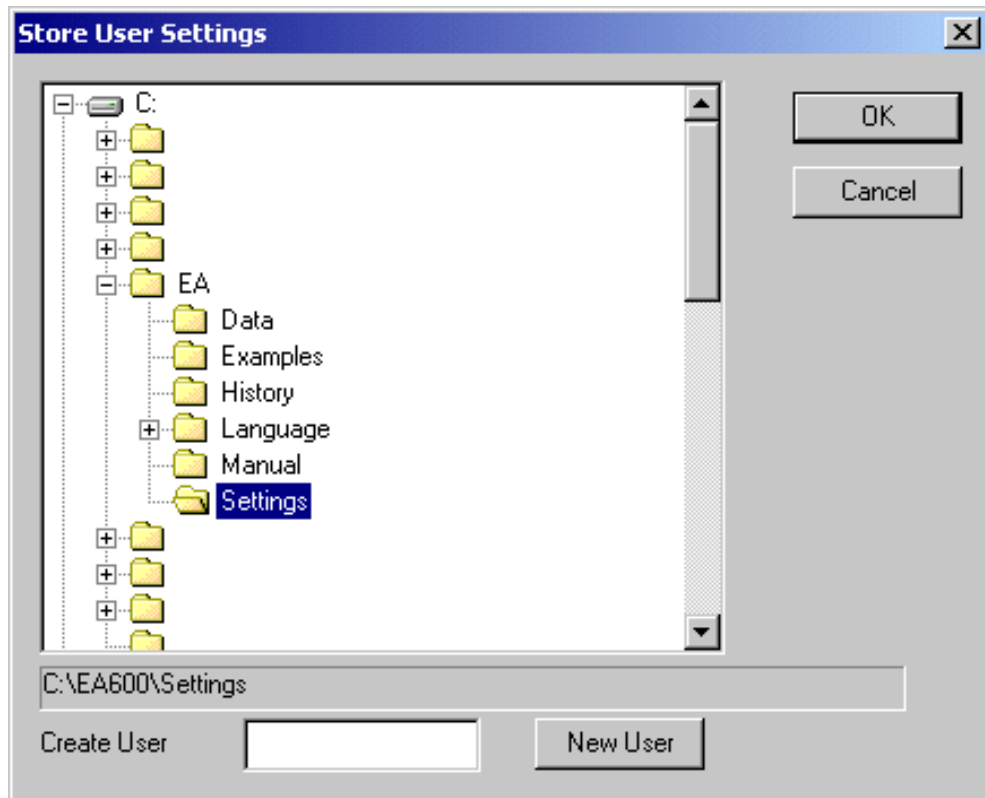 Store User Settings
C:
OK
Cancel
EA
Data
Examples
History
Language
Manual
Settings
C:\EA600\Settings
Create User
New User